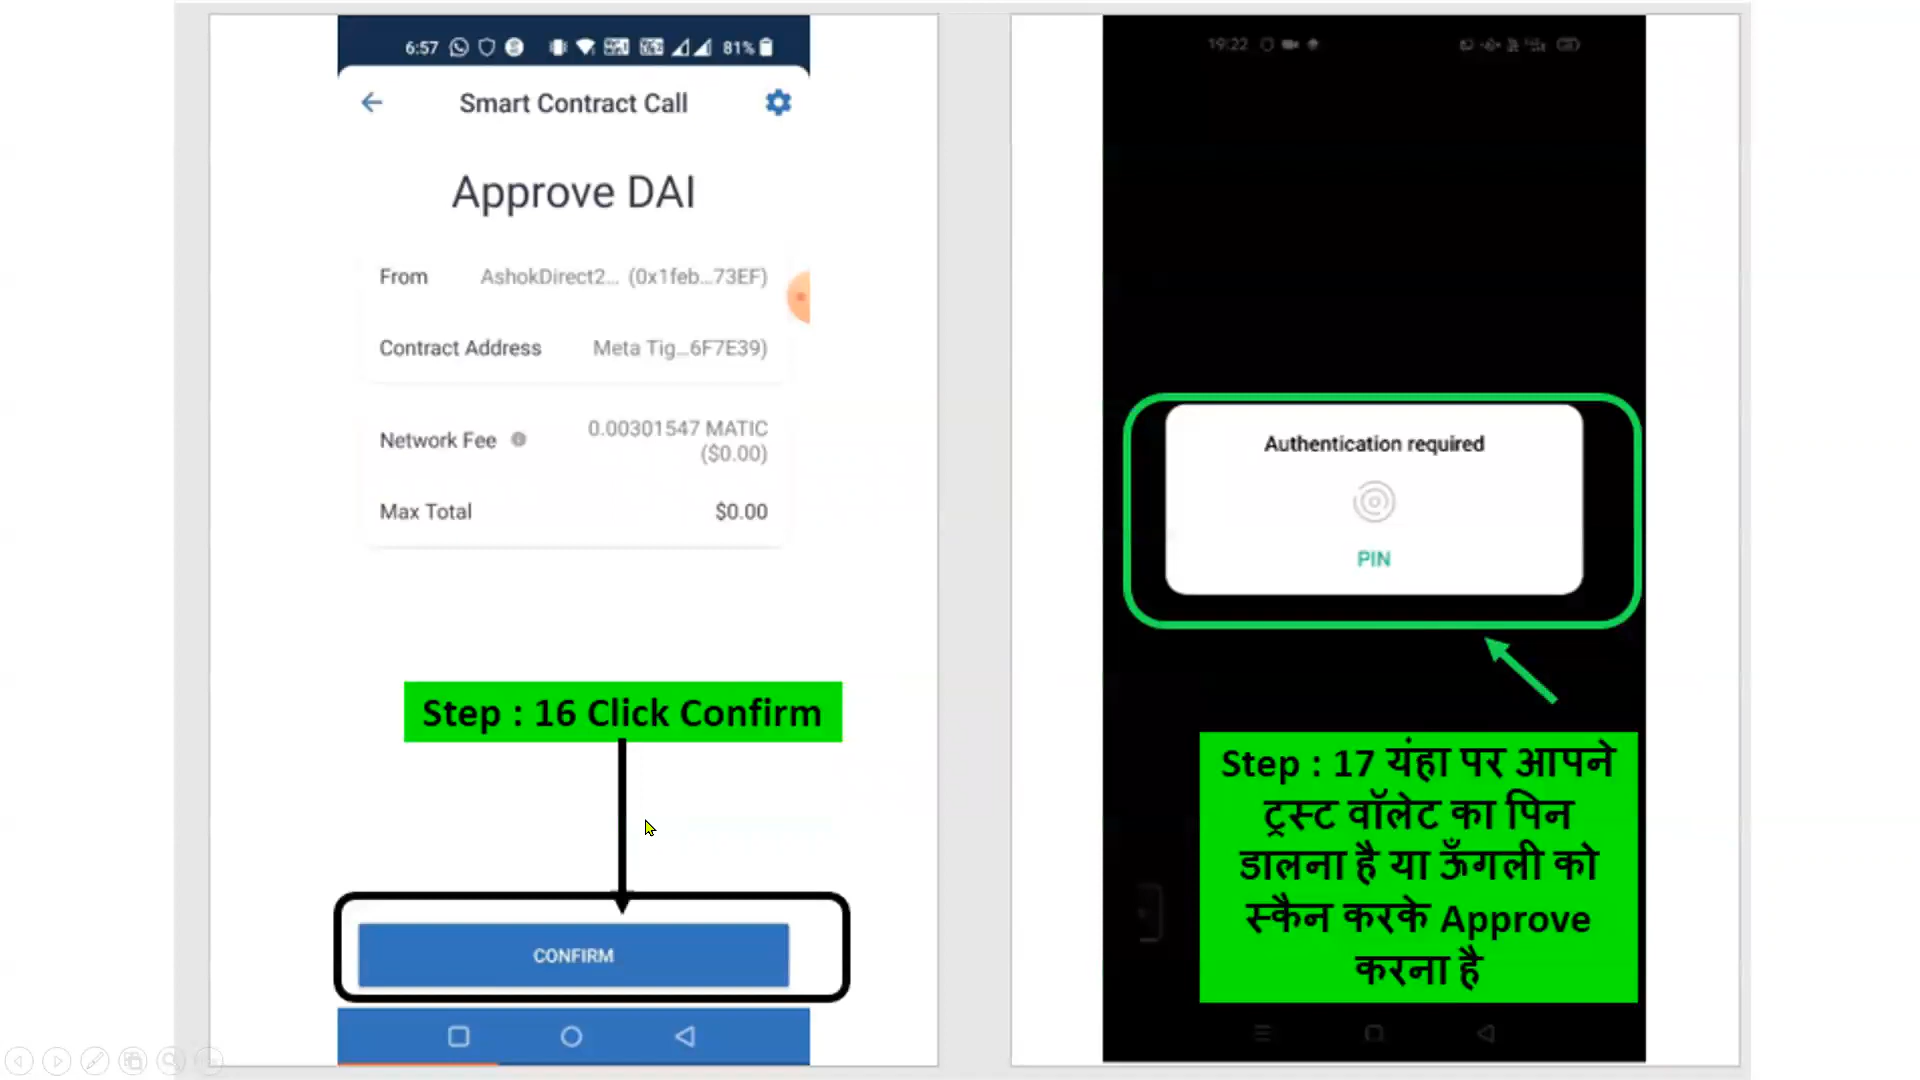 6:57 81%
Smart Contract Call
Approve DAI
From AshokDirect2... (0x1feb...73EF)
Contract Address Meta Tig...6F7E39)
Network Fee 0.00301547 MATIC
($0.00)
Max Total $0.00
Step : 16 Click Confirm
CONFIRM
19:22
Authentication required
PIN
Step : 17 यंहा पर आपने
ट्रस्ट वॉलेट का पिन
डालना है या ऊँगली को
स्कैन करके Approve
करना है